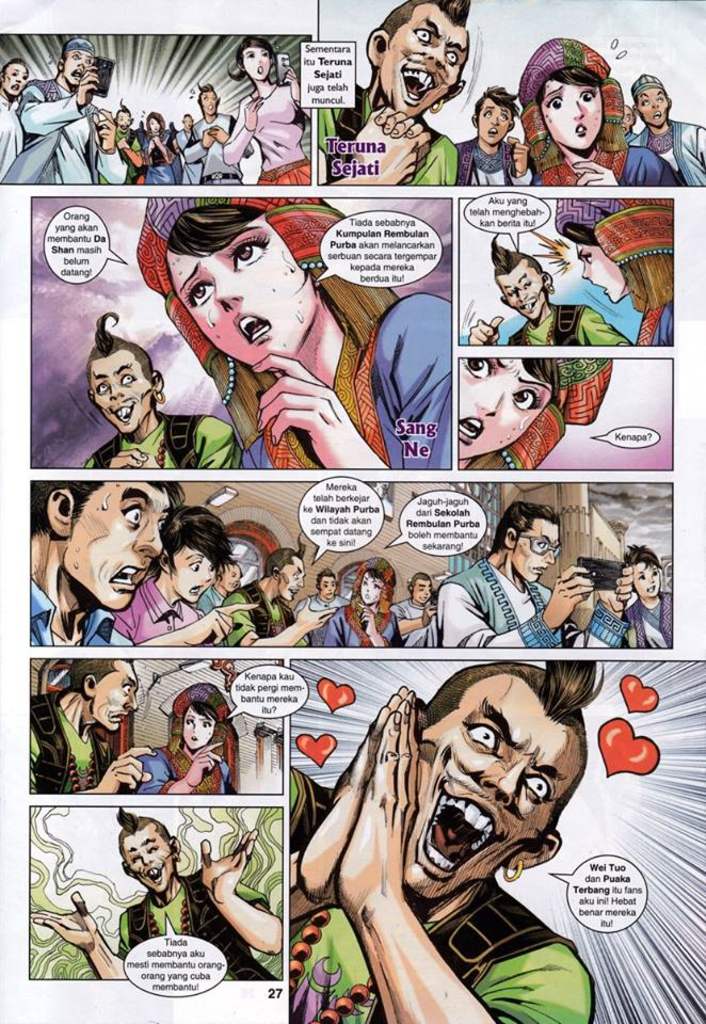 Sementara
itu Teruna
Sejati
juga telah
muncul.
Teruna
Sejati
Orang
yang akan
membantu Da
Shan masih
belum
datang!
Tiada sebabnya
Kumpulan Rembulan
Purba akan melancarkan
serbuan secara tergempar
kepada mereka
berdua itu!
Sang
Ne
Aku yang
telah menghebah-
kan berita itu!
Kenapa?
Mereka
telah berkejar
ke Wilayah Purba
dan tidak akan
sempat datang
ke sini!
Jaguh-jaguh
dari Sekolah
Rembulan Purba
boleh membantu
sekarang!
Kenapa kau
tidak pergi mem-
bantu mereka
itu?
Tiada
sebabnya aku
mesti membantu orang-
orang yang cuba
membantu!
Wei Tuo
dan Puaka
Terbang itu fans
aku ini! Hebat
benar mereka
itu!
27